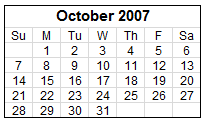 October 2007
Su M Tu W Th F Sa
1 2 3 4 5 6
7 8 9 10 11 12 13
14 15 16 17 18 19 20
21 22 23 24 25 26 27
28 29 30 31